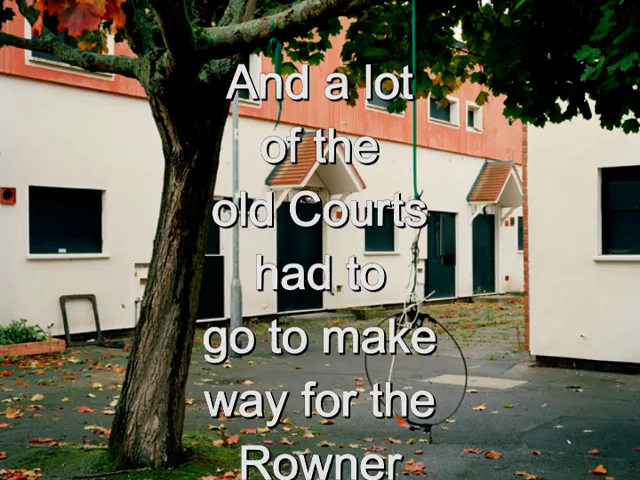 And a lot
of the
old Courts
had to
go to make
way for the
Rowner